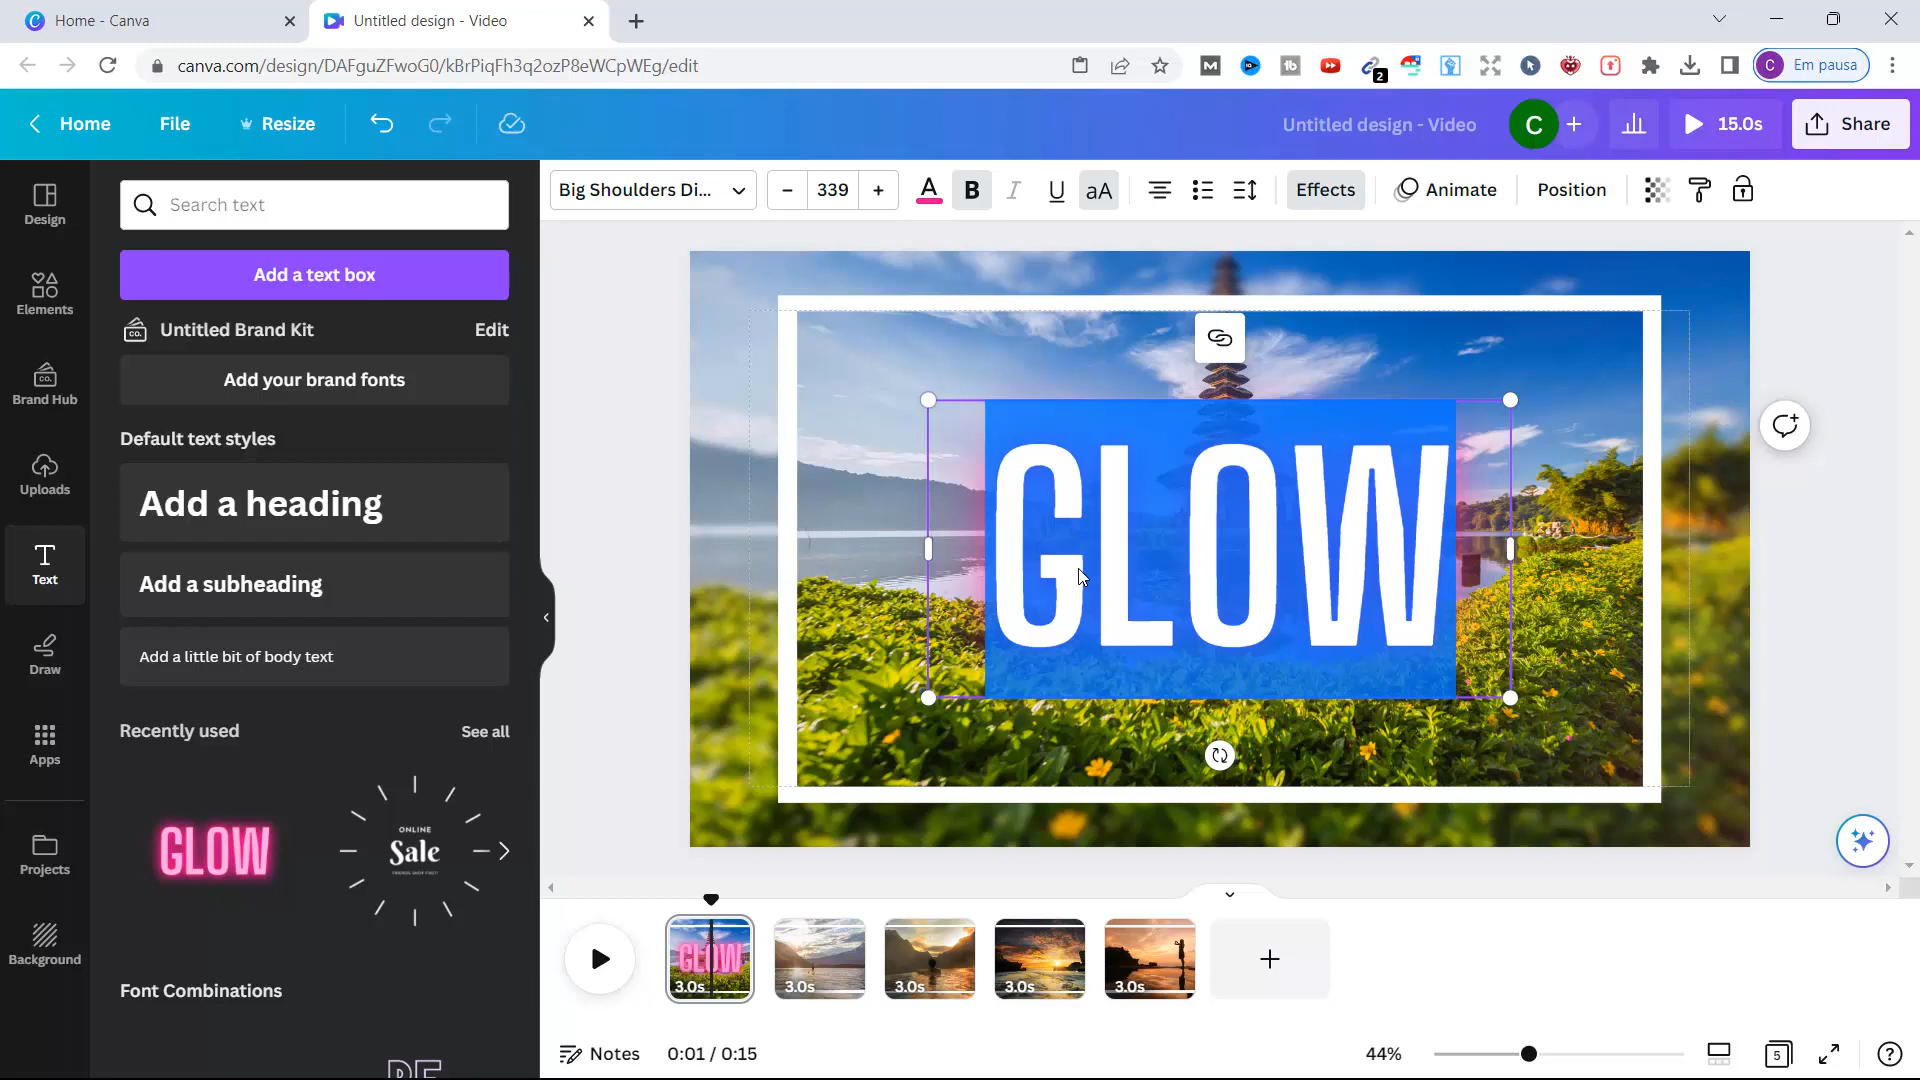 Home - Canva
Untitled design - Video
canva.com/design/DAFguZFwoG0/kBrPiqFh3q2ozP8eWCpWEg/edit
2
C
Em pausa
Home
File
Resize
Untitled design - Video
C
15.0s
Share
Design
Elements
Brand Hub
Uploads
Text
Draw
Apps
Projects
Background
Search text
Add a text box
Untitled Brand Kit
Edit
Add your brand fonts
Default text styles
Add a heading
Add a subheading
Add a little bit of body text
Recently used
See all
GLOW
ONLINE
Sale
Font Combinations
Big Shoulders Di...
339
A
B
I
U
aA
Effects
Animate
Position
GLOW
GLOW
3.0s
3.0s
3.0s
3.0s
3.0s
Notes
0:01 / 0:15
44%
5